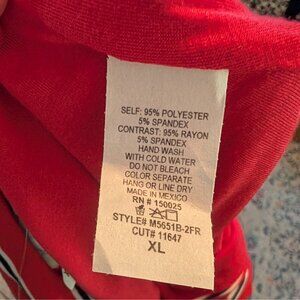 SELF: 95% POLYESTER
5% SPANDEX
CONTRAST: 95% RAYON
5% SPANDEX
HAND WASH
WITH COLD WATER
DO NOT BLEACH
COLOR SEPARATE
HANG OR LINE DRY
MADE IN MEXICO
RN # 150025
STYLE# M5651B-2FR
CUT# 11647
XL